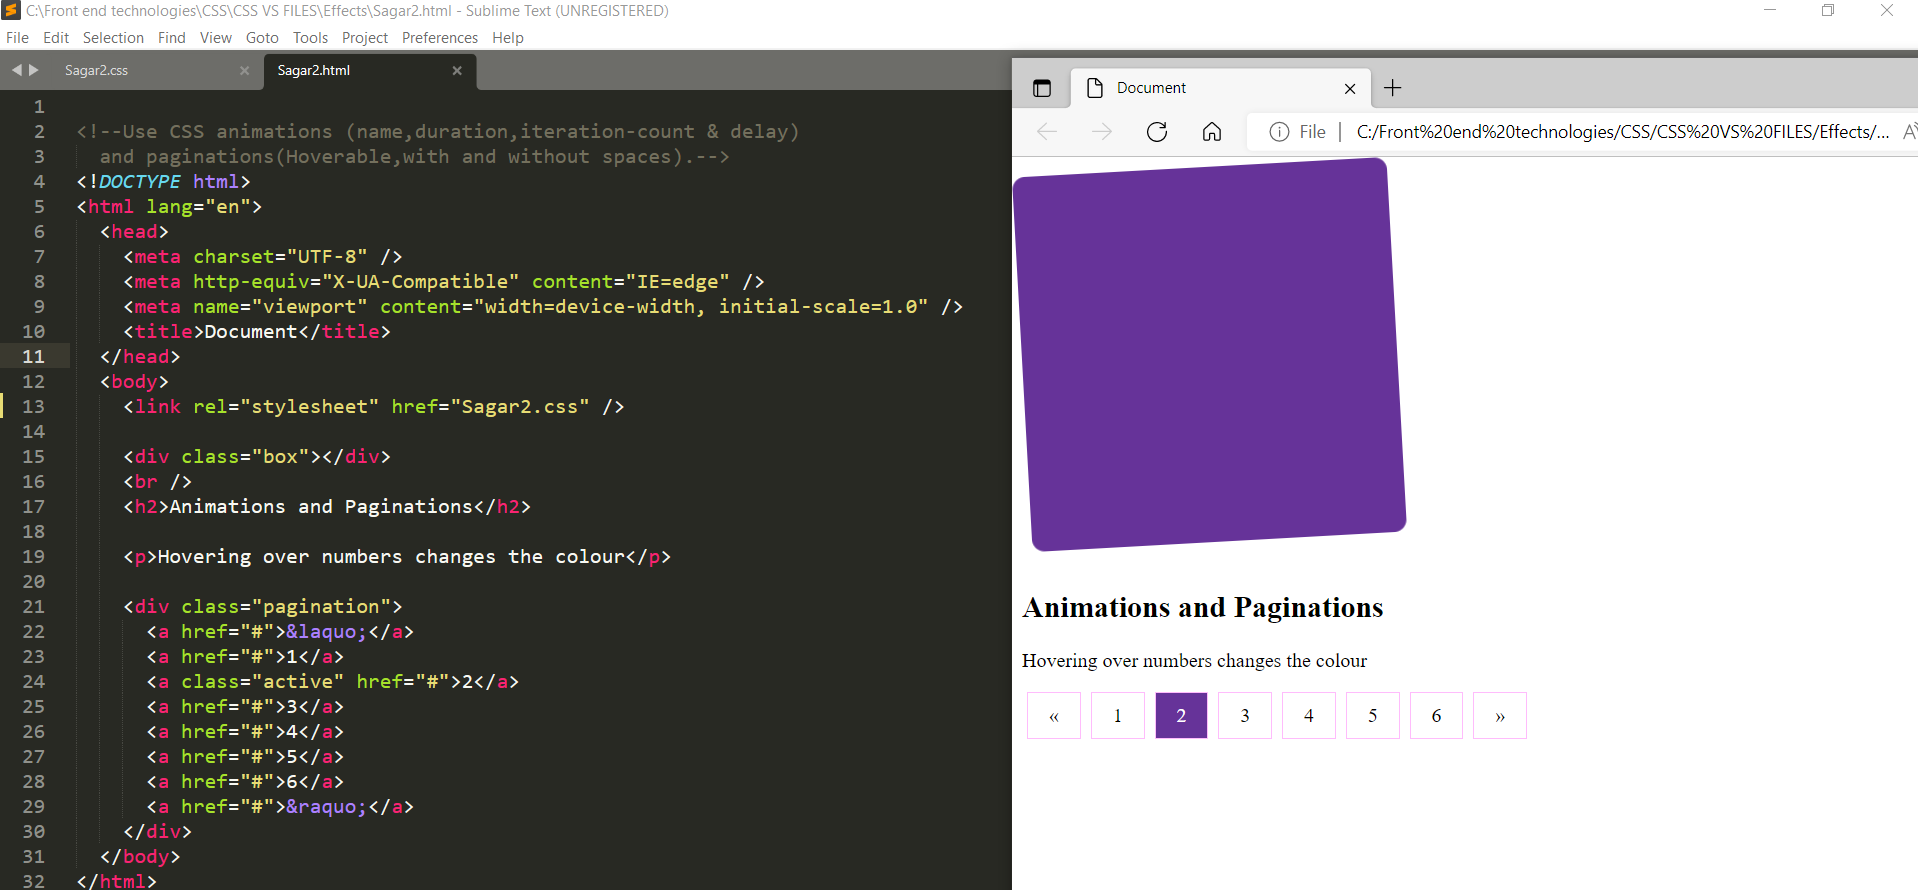 C:\Front end technologies\CSS\CSS VS FILES\Effects\Sagar2.html - Sublime Text (UNREGISTERED)
File Edit Selection Find View Goto Tools Project Preferences Help
Sagar2.css Sagar2.html
1
2 <!--Use CSS animations (name,duration,iteration-count & delay)
3 and paginations(Hoverable,with and without spaces).-->
4 <!DOCTYPE html>
5 <html lang="en">
6 <head>
7 <meta charset="UTF-8" />
8 <meta http-equiv="X-UA-Compatible" content="IE=edge" />
9 <meta name="viewport" content="width=device-width, initial-scale=1.0" />
10 <title>Document</title>
11 </head>
12 <body>
13 <link rel="stylesheet" href="Sagar2.css" />
14
15 <div class="box"></div>
16 <br />
17 <h2>Animations and Paginations</h2>
18
19 <p>Hovering over numbers changes the colour</p>
20
21 <div class="pagination">
22 <a href="#">&laquo;</a>
23 <a href="#">1</a>
24 <a class="active" href="#">2</a>
25 <a href="#">3</a>
26 <a href="#">4</a>
27 <a href="#">5</a>
28 <a href="#">6</a>
29 <a href="#">&raquo;</a>
30 </div>
31 </body>
32 </html>
Document
File | C:/Front%20end%20technologies/CSS/CSS%20VS%20FILES/Effects/...
Animations and Paginations
Hovering over numbers changes the colour
« 1 2 3 4 5 6 »